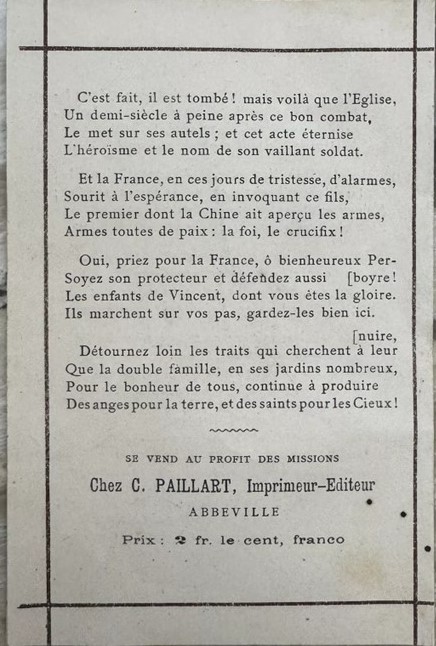 C'est fait, il est tombé ! mais voilà que l'Eglise,
Un demi-siècle à peine après ce bon combat,
Le met sur ses autels ; et cet acte éternise
L'héroïsme et le nom de son vaillant soldat.
Et la France, en ces jours de tristesse, d'alarmes,
Sourit à l'espérance, en invoquant ce fils,
Le premier dont la Chine ait aperçu les armes,
Armes toutes de paix : la foi, le crucifix !
Oui, priez pour la France, ô bienheureux Per-
Soyez son protecteur et défendez aussi [boyre !
Les enfants de Vincent, dont vous êtes la gloire.
Ils marchent sur vos pas, gardez-les bien ici.
[nuire,
Détournez loin les traits qui cherchent à leur
Que la double famille, en ses jardins nombreux,
Pour le bonheur de tous, continue à produire
Des anges pour la terre, et des saints pour les Cieux !
SE VEND AU PROFIT DES MISSIONS
Chez C. PAILLART, Imprimeur-Editeur
ABBEVILLE
Prix : 2 fr. le cent, franco